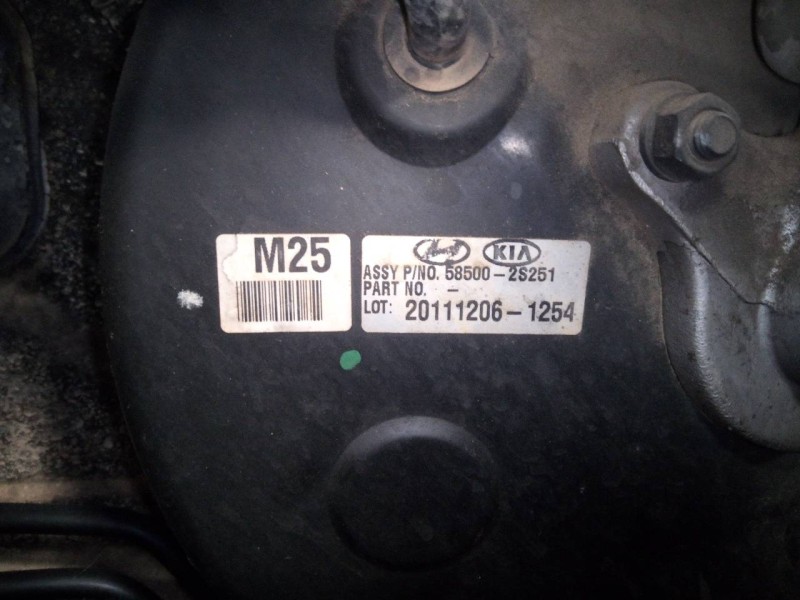 M25
KIA
ASSY P/NO. 58500-2S251
PART NO. -
LOT: 20111206-1254